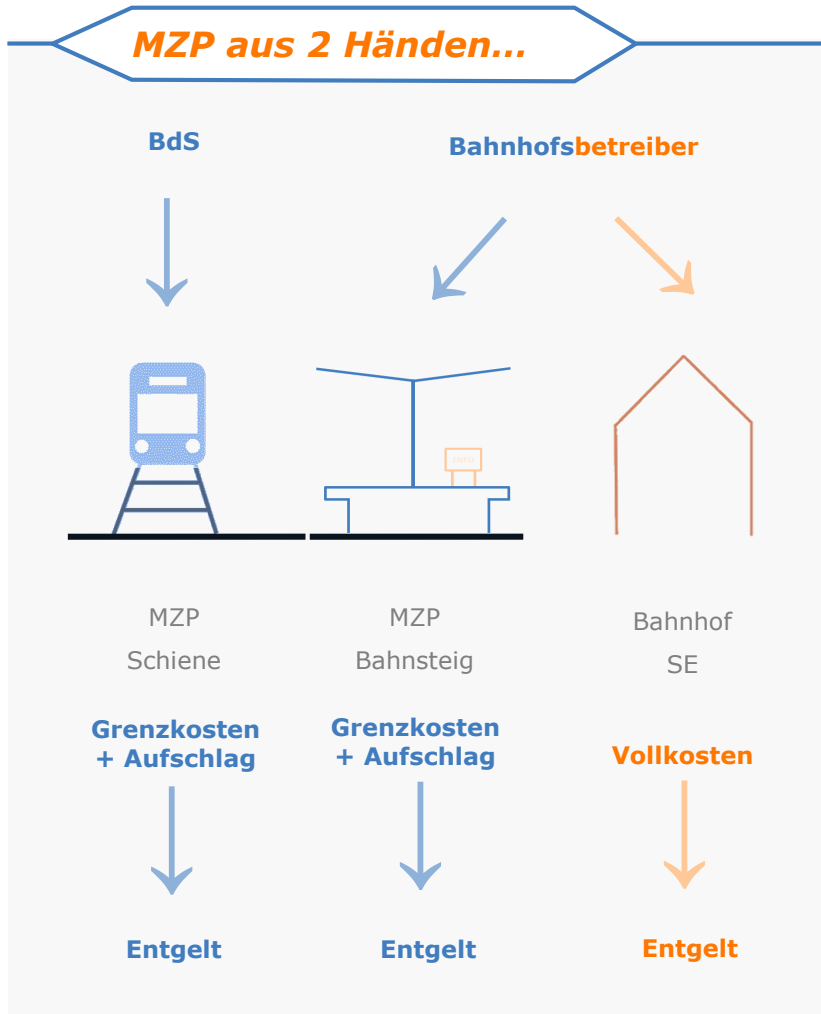 MZP aus 2 Händen...
BdS
Bahnhofsbetreiber
MZP
Schiene
MZP
Bahnsteig
Bahnhof
SE
Grenzkosten
+ Aufschlag
Grenzkosten
+ Aufschlag
Vollkosten
Entgelt
Entgelt
Entgelt